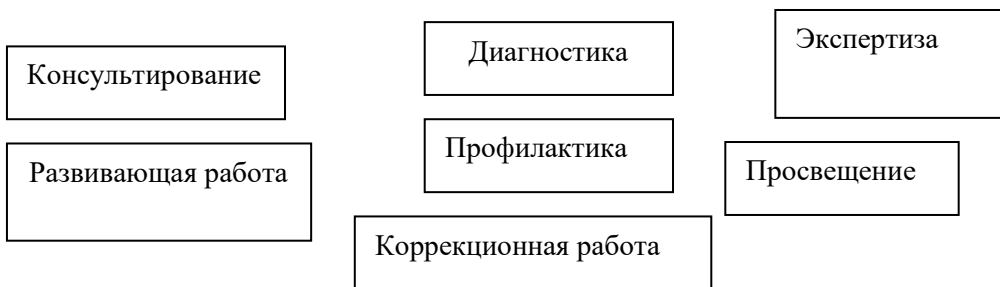 Консультирование
Диагностика
Экспертиза
Развивающая работа
Профилактика
Просвещение
Коррекционная работа